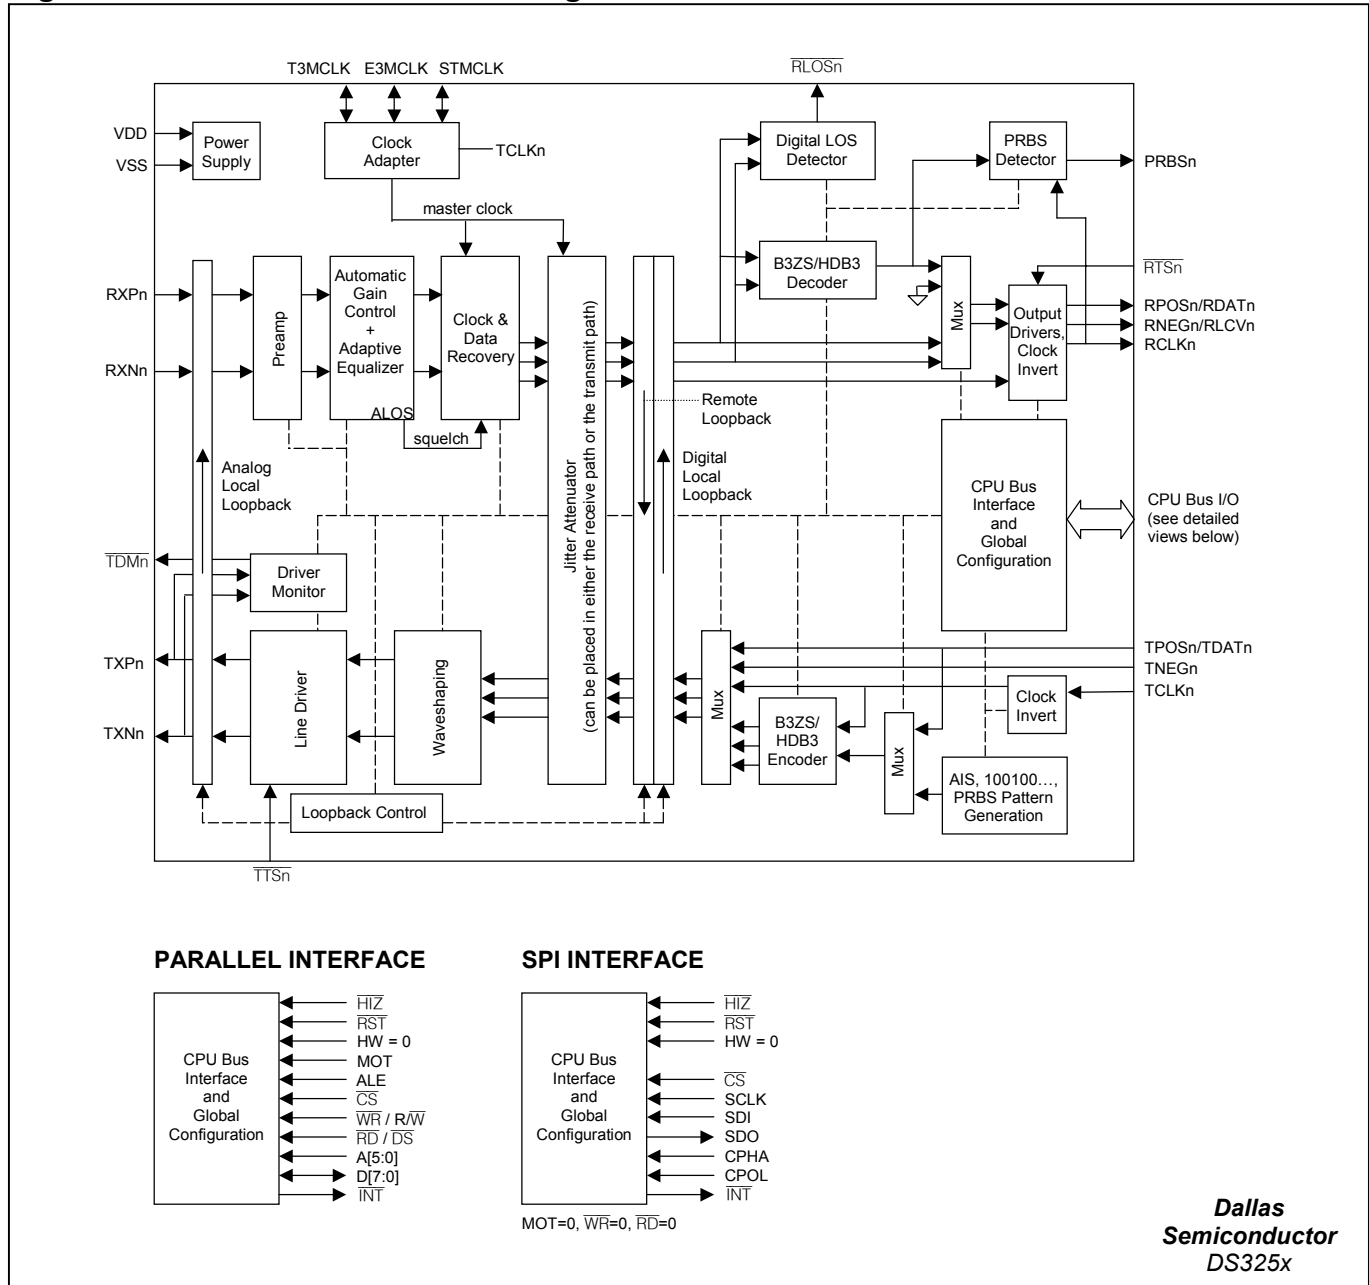 T3MCLK E3MCLK STMCLK
RLOSn
VDD
VSS
Power
Supply
Clock
Adapter
TCLKn
Digital LOS
Detector
PRBS
Detector
PRBSn
master clock
RXPn
RXNn
Preamp
Automatic
Gain
Control
+
Adaptive
Equalizer
ALOS
squelch
Clock &
Data
Recovery
Jitter Attenuator
(can be placed in either the receive path or the transmit path)
B3ZS/HDB3
Decoder
Mux
Output
Drivers,
Clock
Invert
RTSn
RPOSn/RDATn
RNEGn/RLCVn
RCLKn
Remote
Loopback
Analog
Local
Loopback
Digital
Local
Loopback
CPU Bus
Interface
and
Global
Configuration
CPU Bus I/O
(see detailed
views below)
TDMn
Driver
Monitor
TXPn
TXNn
Line Driver
Waveshaping
Mux
B3ZS/
HDB3
Encoder
Mux
Clock
Invert
TPOSn/TDATn
TNEGn
TCLKn
AIS, 100100...,
PRBS Pattern
Generation
Loopback Control
TTSn
PARALLEL INTERFACE
CPU Bus
Interface
and
Global
Configuration
HIZ
RST
HW = 0
MOT
ALE
CS
WR / R/W
RD / DS
A[5:0]
D[7:0]
INT
SPI INTERFACE
CPU Bus
Interface
and
Global
Configuration
HIZ
RST
HW = 0
CS
SCLK
SDI
SDO
CPHA
CPOL
INT
MOT=0, WR=0, RD=0
Dallas
Semiconductor
DS325x